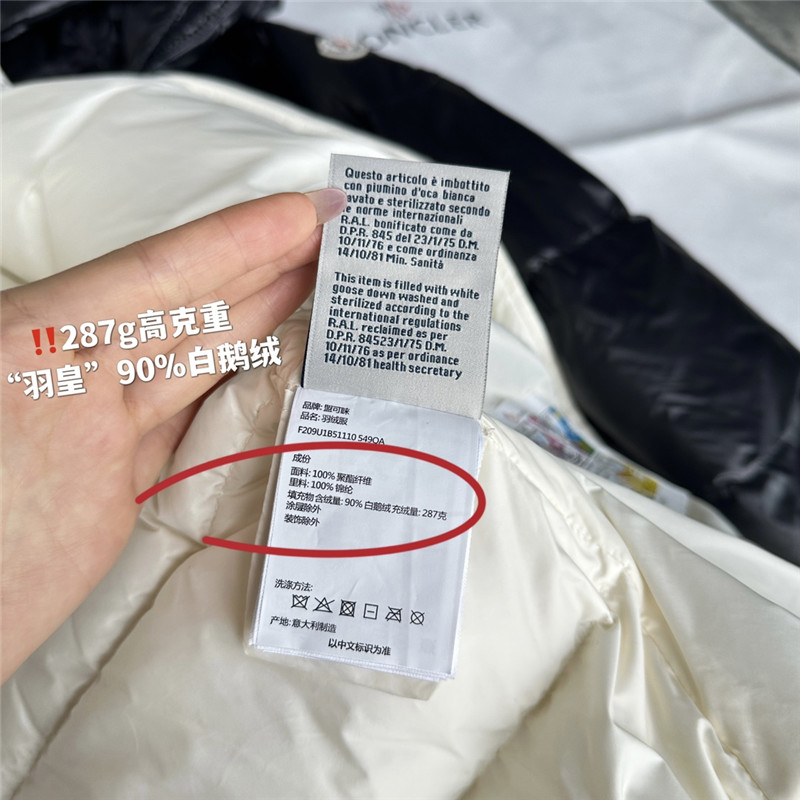 MONCLER
Questo articolo è imbottito
con piumino d'oca bianca
lavato e sterilizzato secondo
le norme internazionali
R.A.L. bonificato come da
D.P.R. 845 del 23/1/75 D.M.
10/11/76 e come ordinanza
14/10/81 Min. Sanità
This item is filled with white
goose down washed and
sterilized according to the
international regulations
R.A.L. reclaimed as per
D.P.R. 84523/1/75 D.M.
10/11/76 as per ordinance
14/10/81 health secretary
‼️287g高克重
“羽皇”90%白鹅绒
品牌: 盟可睐
品名: 羽绒服
F209U1B51110 549QA
成份
面料: 100% 聚酯纤维
里料: 100% 锦纶
填充物 含绒量: 90% 白鹅绒 充绒量: 287克
涂层除外
装饰除外
洗涤方法:
产地: 意大利制造
以中文标识为准